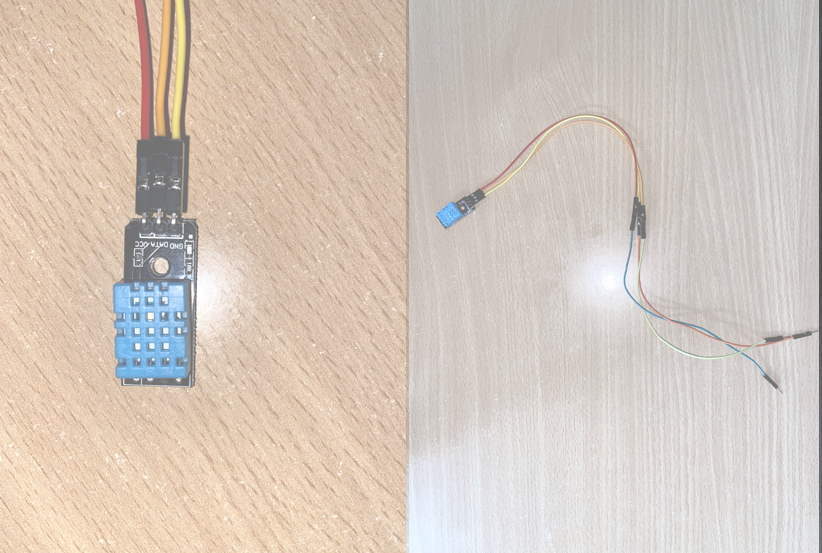 GND DATA VCC